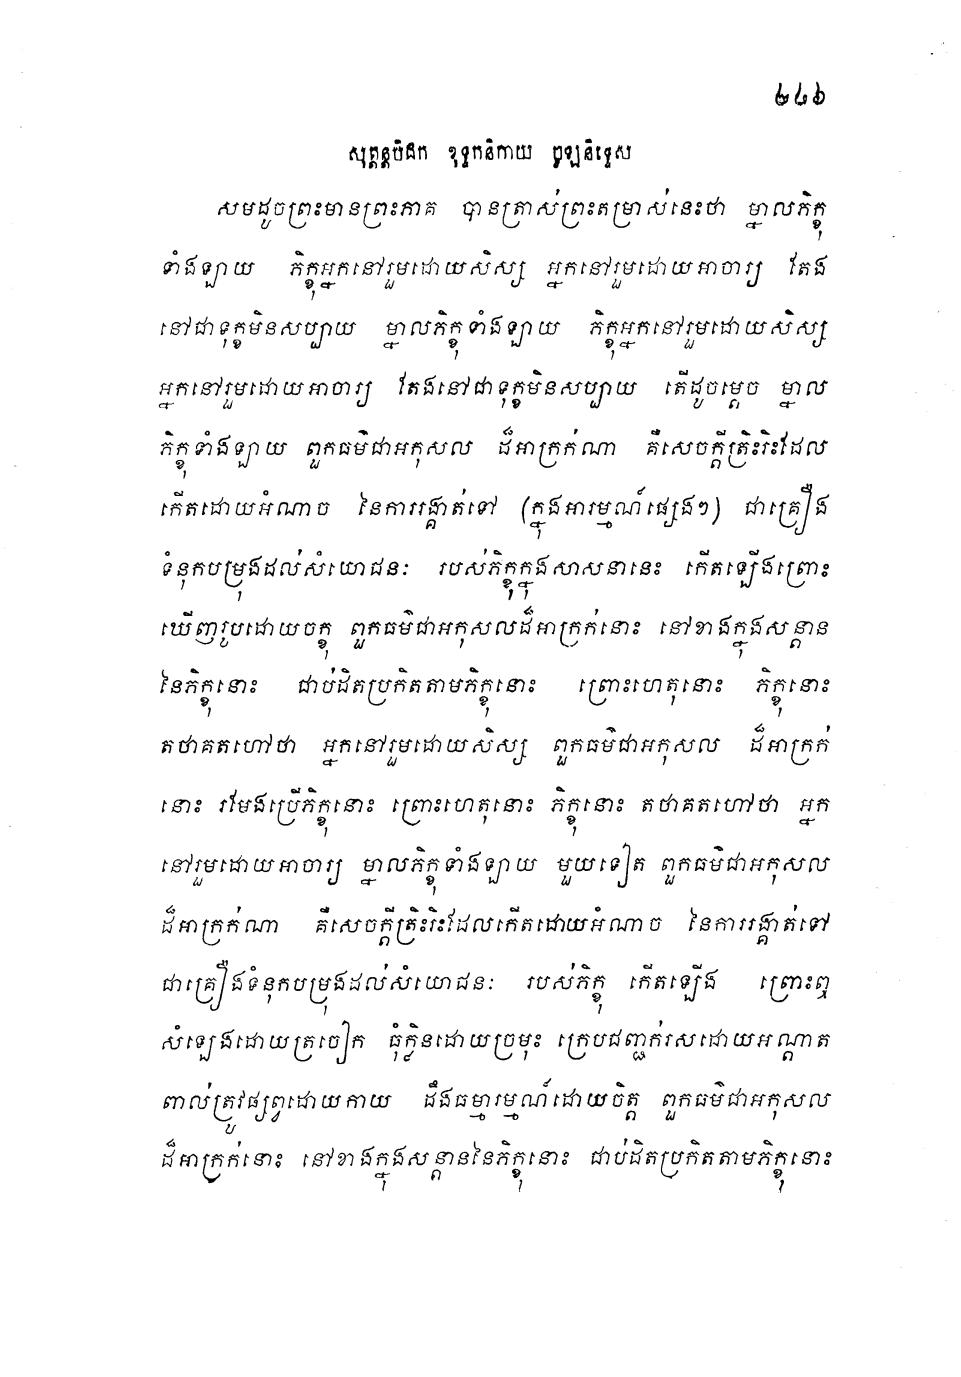 ២៤៦
សុត្តន្តបិដក ខុទ្ទកនិកាយ ចូឡនិទ្ទេស
សមដូចព្រះមានព្រះភាគ បានត្រាស់ព្រះតម្រាស់នេះថា ម្នាលភិក្ខុ
ទាំងឡាយ ភិក្ខុអ្នកនៅរួមដោយសិស្ស អ្នកនៅរួមដោយអាចារ្យ តែង
នៅជាទុក្ខមិនសប្បាយ ម្នាលភិក្ខុទាំងឡាយ ភិក្ខុអ្នកនៅរួមដោយសិស្ស
អ្នកនៅរួមដោយអាចារ្យ តែងនៅជាទុក្ខមិនសប្បាយ តើដូចម្តេច ម្នាល
ភិក្ខុទាំងឡាយ ពួកធម៌ជាអកុសល ដ៏អាក្រក់ណា គឺសេចក្តីត្រិះរិះដែល
កើតដោយអំណាច នៃការរង្គាត់ទៅ (ក្នុងអារម្មណ៍ផ្សេងៗ) ជាគ្រឿង
ទំនុកបម្រុងដល់សំយោជនៈ របស់ភិក្ខុក្នុងសាសនានេះ កើតឡើងព្រោះ
ឃើញរូបដោយចក្ខុ ពួកធម៌ជាអកុសលដ៏អាក្រក់នោះ នៅខាងក្នុងសន្តាន
នៃភិក្ខុនោះ ជាប់ដិតប្រកិតតាមភិក្ខុនោះ ព្រោះហេតុនោះ ភិក្ខុនោះ
តថាគតហៅថា អ្នកនៅរួមដោយសិស្ស ពួកធម៌ជាអកុសល ដ៏អាក្រក់
នោះ រមែងប្រើភិក្ខុនោះ ព្រោះហេតុនោះ ភិក្ខុនោះ តថាគតហៅថា អ្នក
នៅរួមដោយអាចារ្យ ម្នាលភិក្ខុទាំងឡាយ មួយទៀត ពួកធម៌ជាអកុសល
ដ៏អាក្រក់ណា គឺសេចក្តីត្រិះរិះដែលកើតដោយអំណាច នៃការរង្គាត់ទៅ
ជាគ្រឿងទំនុកបម្រុងដល់សំយោជនៈ របស់ភិក្ខុ កើតឡើង ព្រោះឮ
សំឡេងដោយត្រចៀក ធុំក្លិនដោយច្រមុះ ក្រេបជញ្ជក់រសដោយអណ្តាត
ពាល់ត្រូវផ្សព្វដោយកាយ ដឹងធម្មារម្មណ៍ដោយចិត្ត ពួកធម៌ជាអកុសល
ដ៏អាក្រក់នោះ នៅខាងក្នុងសន្តាននៃភិក្ខុនោះ ជាប់ដិតប្រកិតតាមភិក្ខុនោះ